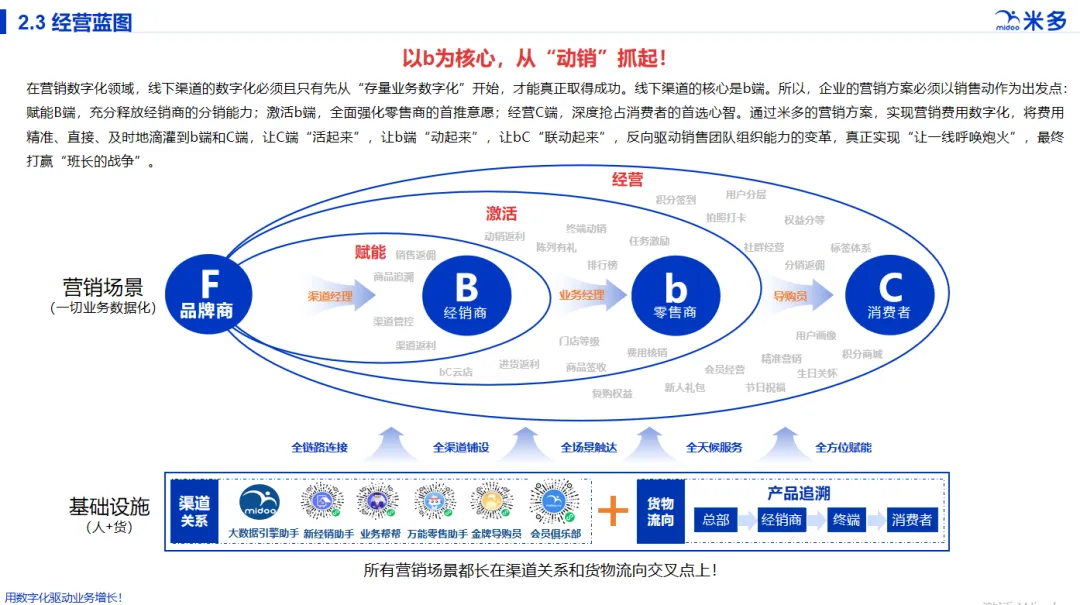 2.3 经营蓝图
midoo 米多
以b为核心，从“动销”抓起！
在营销数字化领域，线下渠道的数字化必须且只有先从“存量业务数字化”开始，才能真正取得成功。线下渠道的核心是b端。所以，企业的营销方案必须以销售动作为出发点：
赋能B端，充分释放经销商的分销能力；激活b端，全面强化零售商的首推意愿；经营C端，深度抢占消费者的首选心智。通过米多的营销方案，实现营销费用数字化，将费用
精准、直接、及时地滴灌到b端和C端，让C端“活起来”，让b端“动起来”，让bC“联动起来”，反向驱动销售团队组织能力的变革，真正实现“让一线呼唤炮火”，最终
打赢“班长的战争”。
经营
积分签到
用户分层
激活
拍照打卡
权益分等
动销返利
终端动销
陈列有礼
任务激励
社群经营
标签体系
赋能
销售返佣
排行榜
分销返佣
商品追溯
营销场景
（一切业务数据化）
F
品牌商
渠道经理
B
经销商
业务经理
b
零售商
导购员
C
消费者
渠道管控
渠道返利
门店等级
费用核销
用户画像
积分商城
精准营销
bC云店
进货返利
商品签收
会员经营
生日关怀
复购权益
新人礼包
节日祝福
全链路连接
全渠道铺设
全场景触达
全天候服务
全方位赋能
基础设施
（人+货）
渠道
关系
midoo
大数据引擎助手
新经销助手
业务帮帮
万能零售助手
金牌导购员
会员俱乐部
货物
流向
产品追溯
总部
经销商
终端
消费者
所有营销场景都长在渠道关系和货物流向交叉点上！
用数字化驱动业务增长！